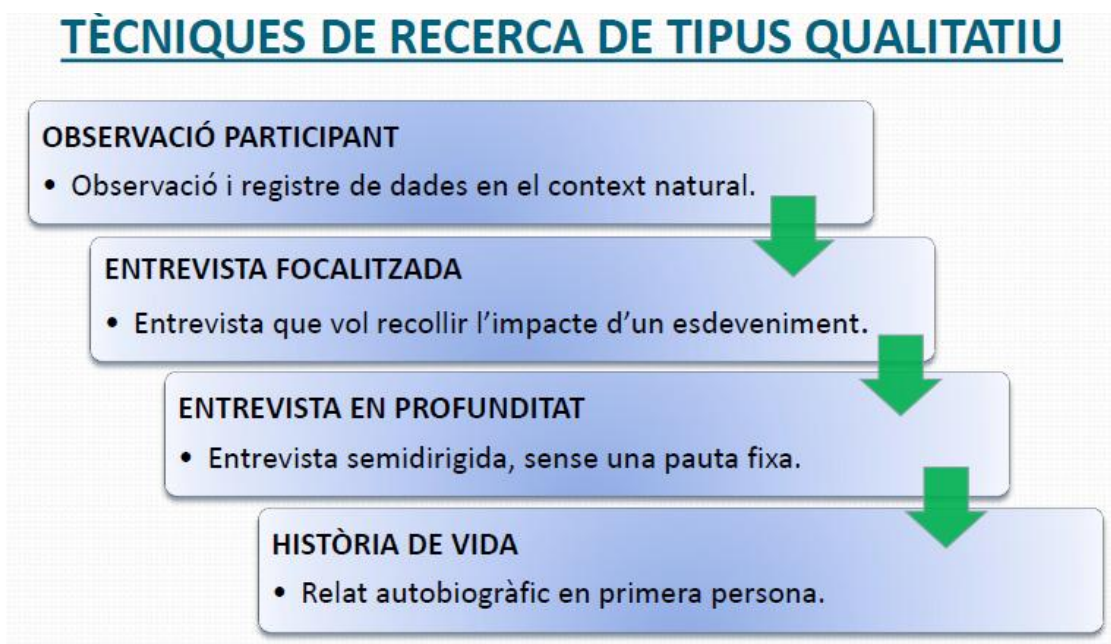 TÈCNIQUES DE RECERCA DE TIPUS QUALITATIU
OBSERVACIÓ PARTICIPANT
• Observació i registre de dades en el context natural.
ENTREVISTA FOCALITZADA
• Entrevista que vol recollir l’impacte d’un esdeveniment.
ENTREVISTA EN PROFUNDITAT
• Entrevista semidirigida, sense una pauta fixa.
HISTÒRIA DE VIDA
• Relat autobiogràfic en primera persona.